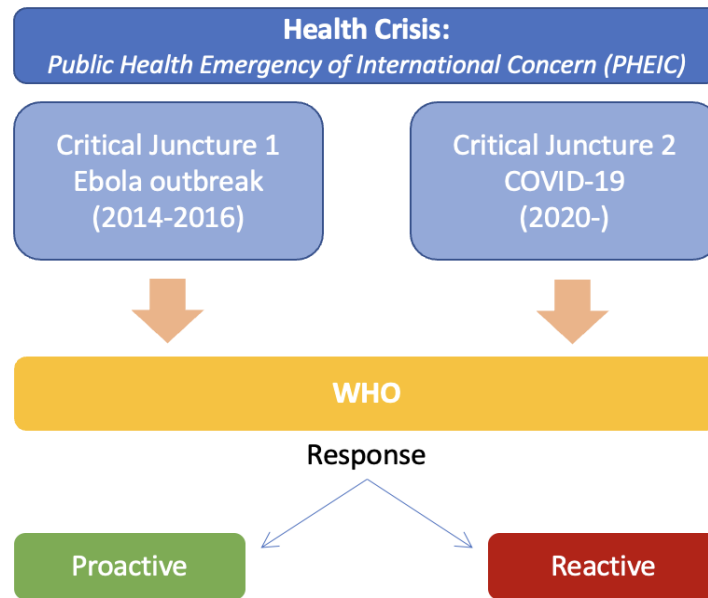 Health Crisis:
Public Health Emergency of International Concern (PHEIC)
Critical Juncture 1
Ebola outbreak
(2014-2016)
Critical Juncture 2
COVID-19
(2020-)
WHO
Response
Proactive
Reactive